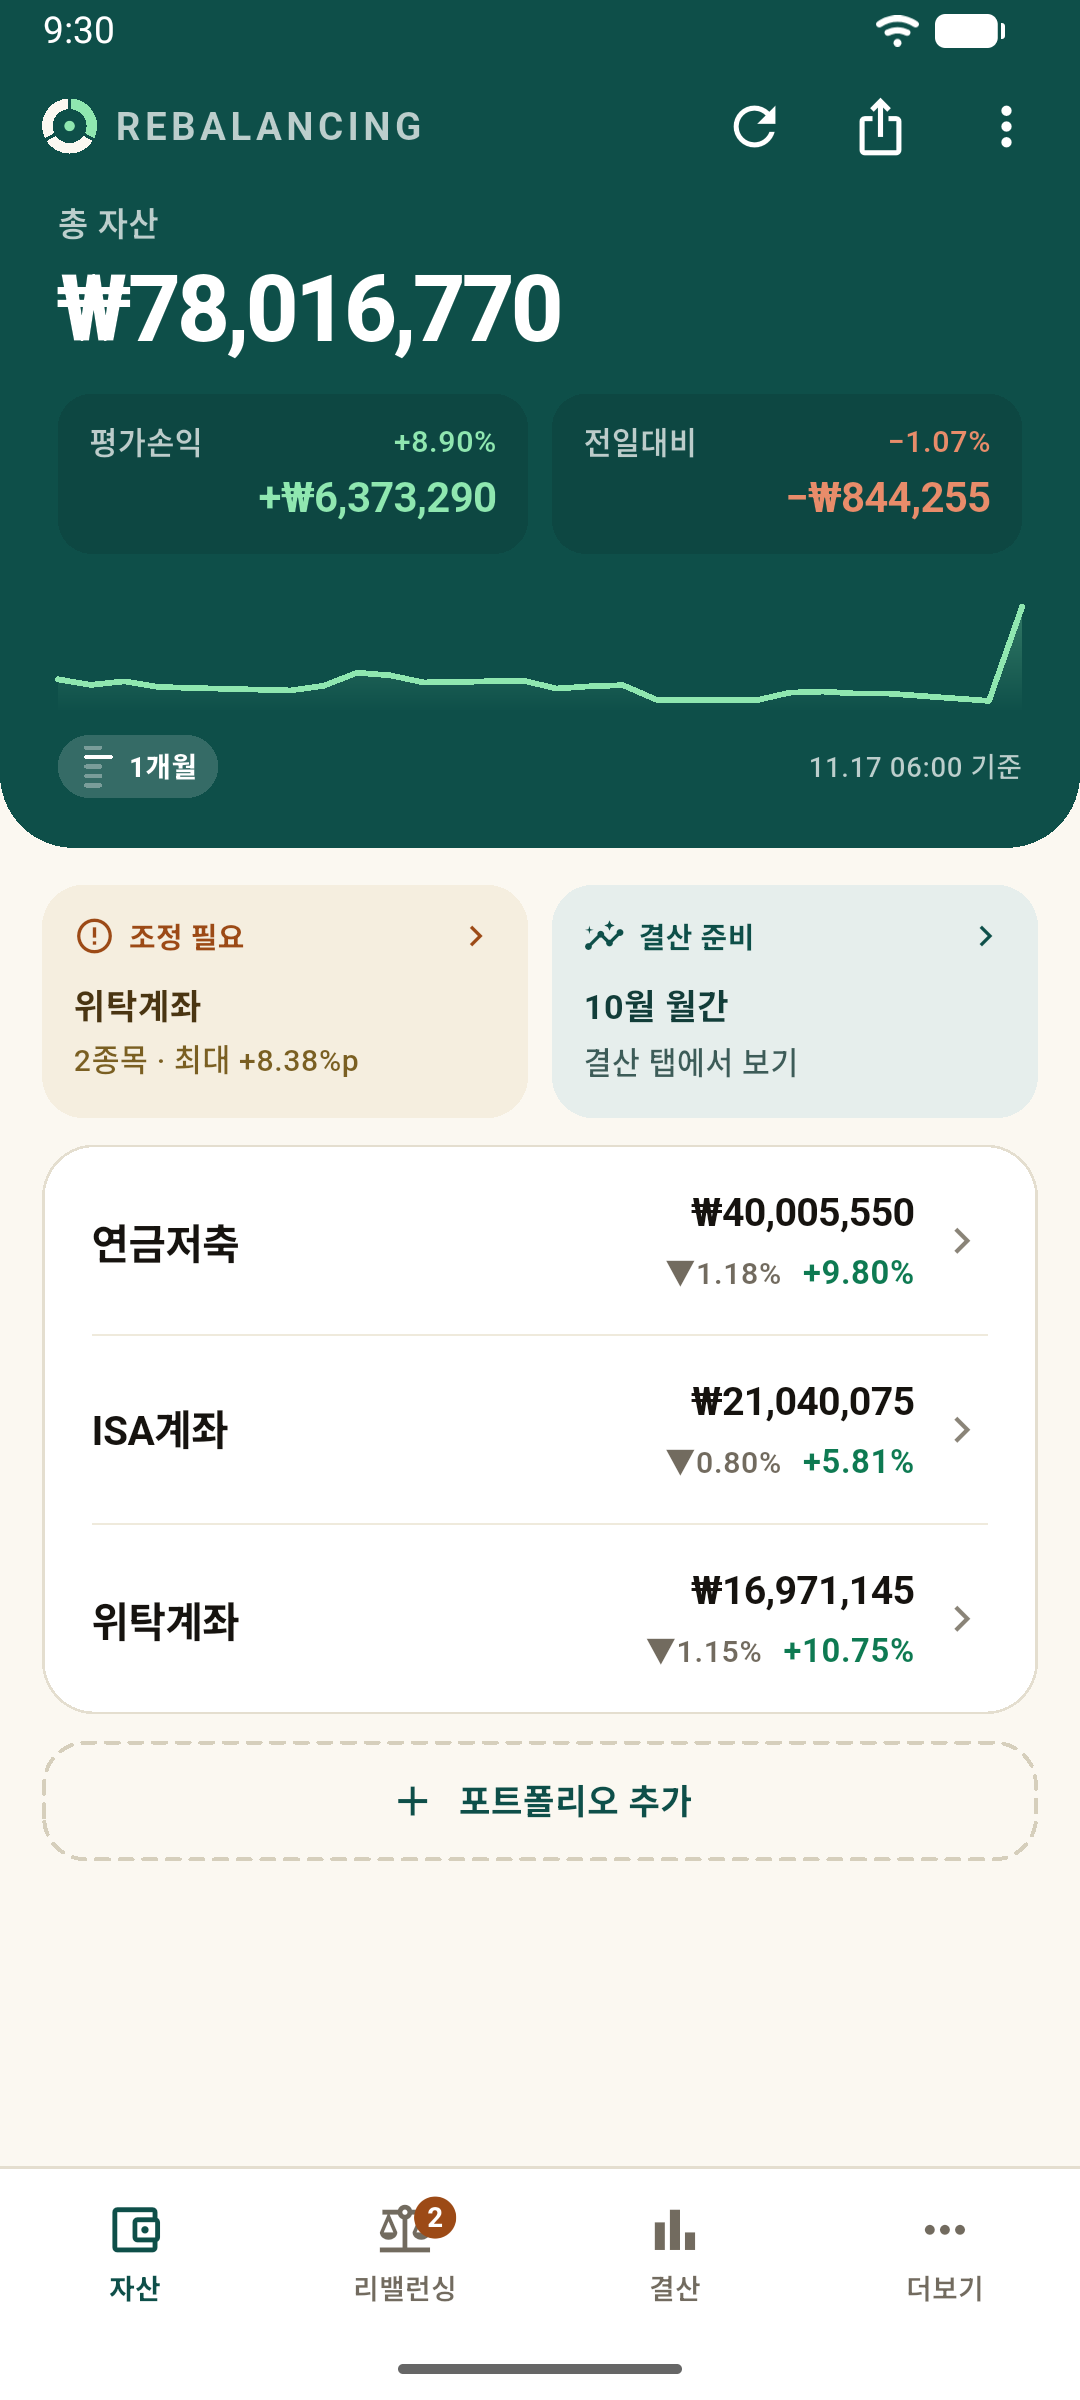 9:30
REBALANCING
총 자산
₩78,016,770
평가손익 +8.90%
+₩6,373,290
전일대비 −1.07%
−₩844,255
1개월
11.17 06:00 기준
조정 필요
위탁계좌
2종목 · 최대 +8.38%p
결산 준비
10월 월간
결산 탭에서 보기
연금저축
₩40,005,550
▼1.18% +9.80%
ISA계좌
₩21,040,075
▼0.80% +5.81%
위탁계좌
₩16,971,145
▼1.15% +10.75%
+ 포트폴리오 추가
자산
2
리밸런싱
결산
더보기